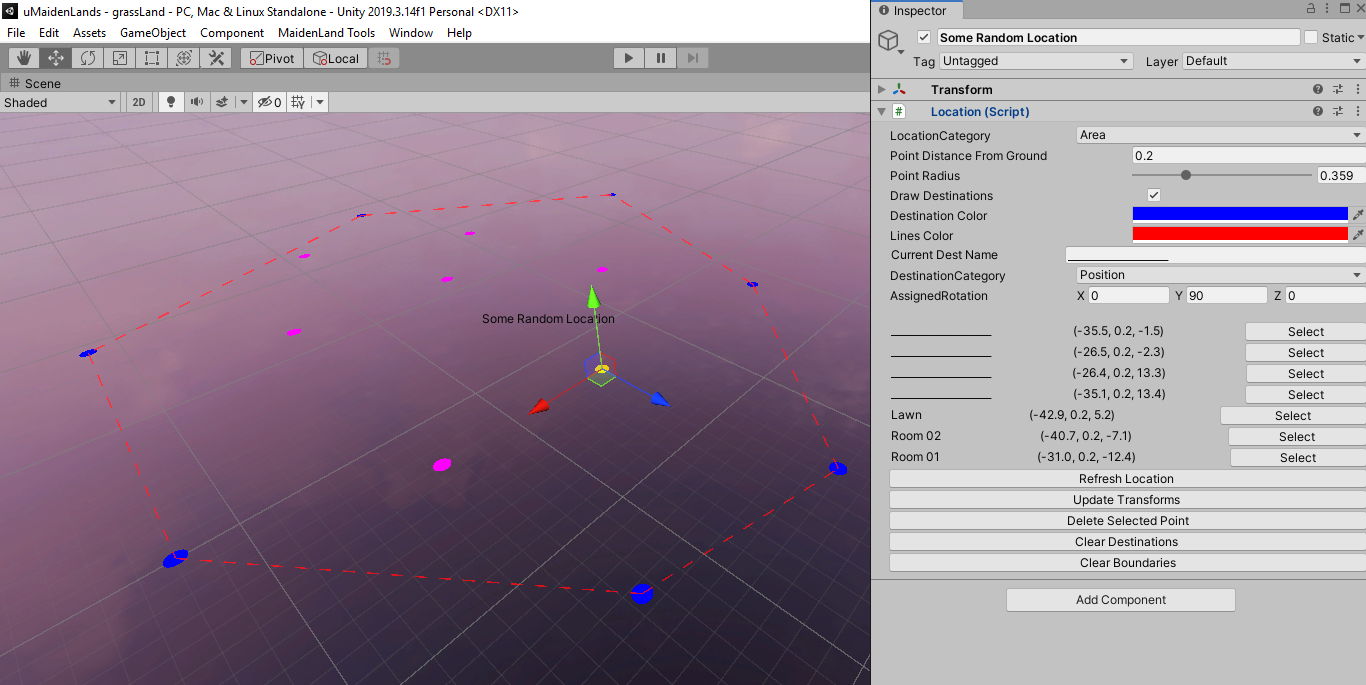 uMaidenLands - grassLand - PC, Mac & Linux Standalone - Unity 2019.3.14f1 Personal <DX11>
File Edit Assets GameObject Component MaidenLand Tools Window Help
Pivot Local
Scene
Shaded 2D 0
Some Random Location
Inspector
Some Random Location Static
Tag Untagged Layer Default
Transform
# Location (Script)
LocationCategory Area
Point Distance From Ground 0.2
Point Radius 0.359
Draw Destinations
Destination Color
Lines Color
Current Dest Name _______________
DestinationCategory Position
AssignedRotation X 0 Y 90 Z 0
_______________ (-35.5, 0.2, -1.5) Select
_______________ (-26.5, 0.2, -2.3) Select
_______________ (-26.4, 0.2, 13.3) Select
_______________ (-35.1, 0.2, 13.4) Select
Lawn (-42.9, 0.2, 5.2) Select
Room 02 (-40.7, 0.2, -7.1) Select
Room 01 (-31.0, 0.2, -12.4) Select
Refresh Location
Update Transforms
Delete Selected Point
Clear Destinations
Clear Boundaries
Add Component